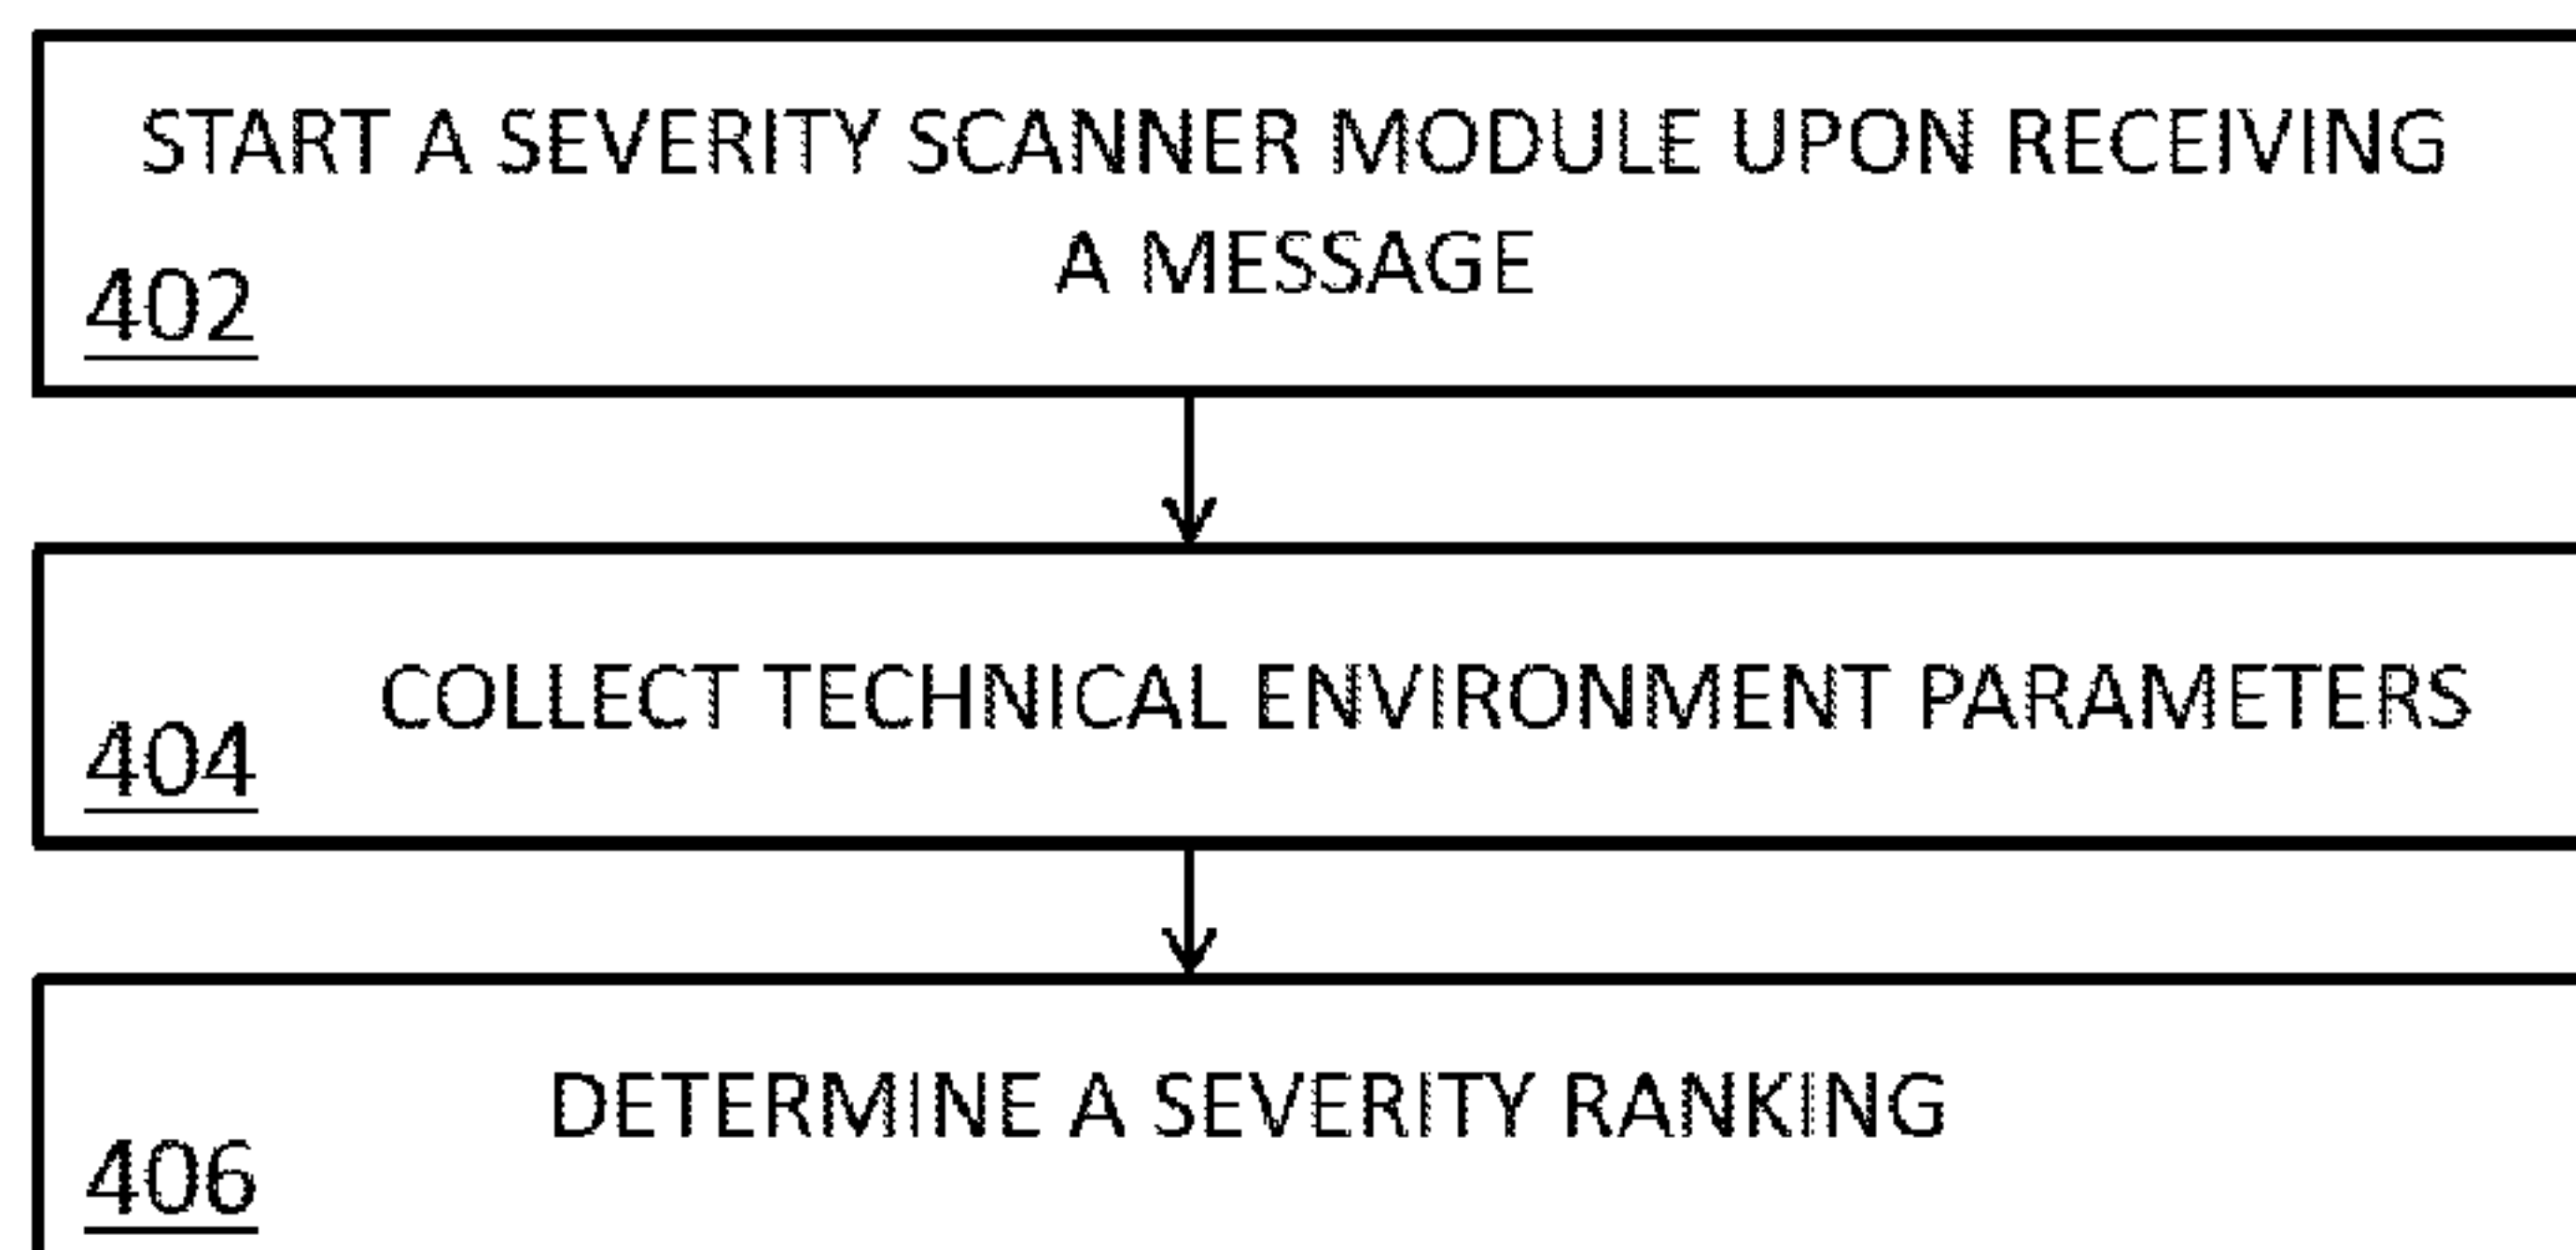 START A SEVERITY SCANNER MODULE UPON RECEIVING
A MESSAGE
402
COLLECT TECHNICAL ENVIRONMENT PARAMETERS
404
DETERMINE A SEVERITY RANKING
406